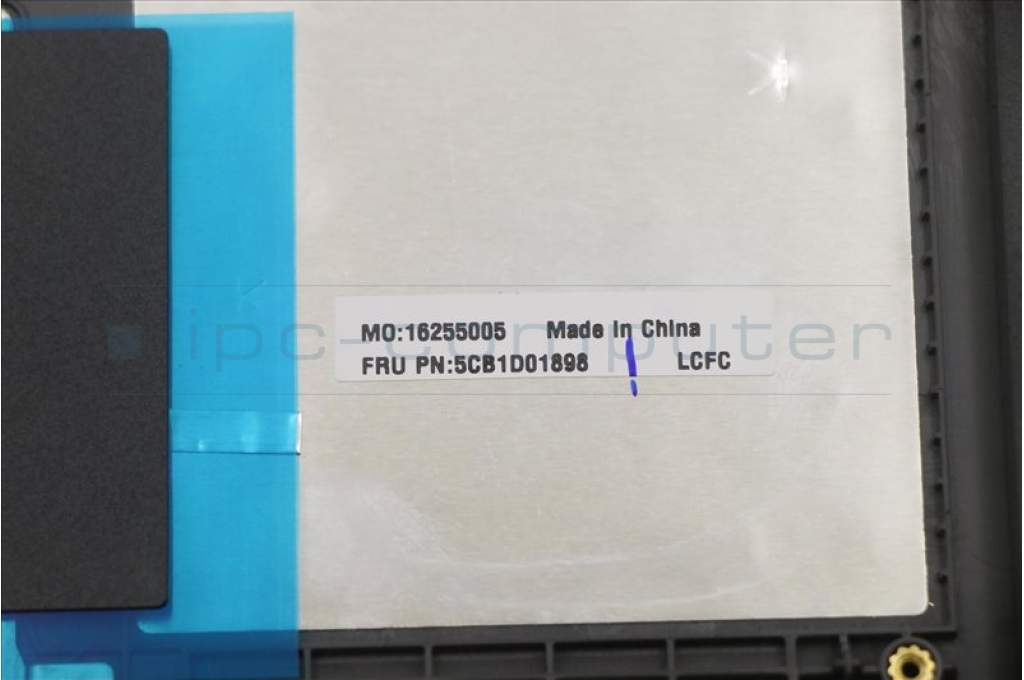 MO:16255005 Made In China
FRU PN:5CB1D01898 LCFC
ipc-computer